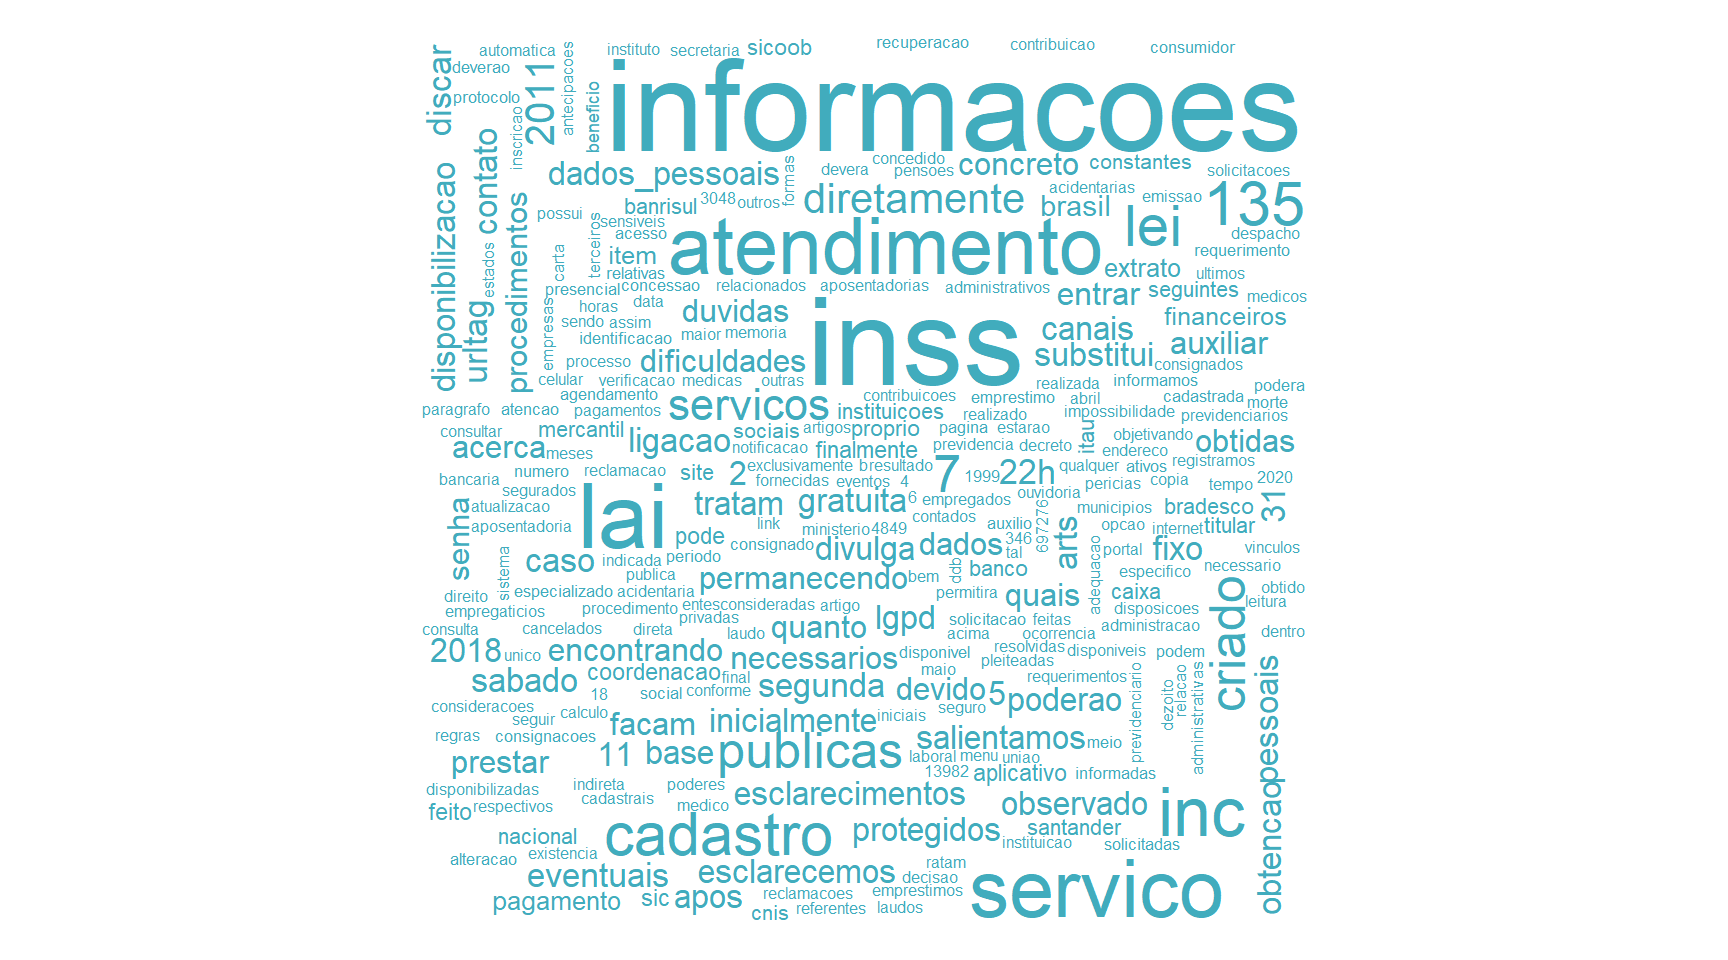 automatica
instituto
secretaria
sicoob
recuperacao
contribuicao
consumidor
discar
deverao
2011
antecipacoes
beneficio
informacoes
protocolo
inscricao
contato
disponibilizacao
dados_pessoais
formas
devera
concedido
pensoes
concreto
constantes
solicitacoes
procedimentos
possui
banrisul
3048
outros
diretamente
acidentarias
brasil
emissao
135
sensiveis
acesso
terceiros
atendimento
lei
despacho
requerimento
estados
carta
item
relativas
extrato
ultimos
presencial
concessao
relacionados
aposentadorias
administrativos
entrar
seguintes
medicos
urltag
empresas
horas
data
duvidas
inss
canais
financeiros
sendo
assim
identificacao
maior
memoria
substitui
auxiliar
processo
dificuldades
consignados
celular
verificacao
medicas
outras
realizada
informamos
podera
agendamento
contribuicoes
emprestimo
abril
cadastrada
morte
paragrafo
atencao
pagamentos
servicos
instituicoes
realizado
impossibilidade
previdenciarios
consultar
mercantil
ligacao
sociais
artigos
proprio
pagina
estarao
itau
objetivando
obtidas
acerca
meses
notificacao
finalmente
previdencia
decreto
endereco
bancaria
numero
reclamacao
site
2
exclusivamente
bresultado
7
1999
22h
qualquer
ativos
registramos
segurados
fornecidas
eventos
4
pericias
copia
tempo
2020
senha
atualizacao
lai
tratam
gratuita
6
empregados
ouvidoria
municipios
bradesco
31
aposentadoria
link
ministerio
4849
contados
auxilio
697276
arts
opcao
internet
titular
pode
consignado
divulga
dados
346
tal
portal
fixo
vinculos
sistema
caso
indicada
periodo
publica
permanecendo
bem
ddb
banco
adequacao
especifico
necessario
direito
especializado
acidentaria
permitira
quais
caixa
criado
obtido
leitura
empregaticios
procedimento
entesconsideradas
artigo
disposicoes
privadas
lgpd
solicitacao
feitas
administracao
consulta
cancelados
direta
laudo
quanto
acima
ocorrencia
dentro
2018
unico
encontrando
necessarios
disponivel
resolvidas
disponiveis
podem
pleiteadas
sabado
coordenacao
final
segunda
maio
requerimentos
previdenciario
relacao
18
social
conforme
devido
5
poderao
dezoito
administrativas
pessoais
consideracoes
seguir
calculo
facam
inicialmente
iniciais
seguro
regras
consignacoes
salientamos
meio
prestar
11
base
publicas
laboral
menu
uniao
13982
aplicativo
informadas
disponibilizadas
indireta
poderes
esclarecimentos
observado
inc
obtencao
feito
respectivos
cadastrais
medico
nacional
cadastro
protegidos
santander
instituicao
solicitadas
alteracao
existencia
ratam
eventuais
esclarecemos
decisao
servico
pagamento
sic
apos
reclamacoes
emprestimos
cnis
referentes
laudos